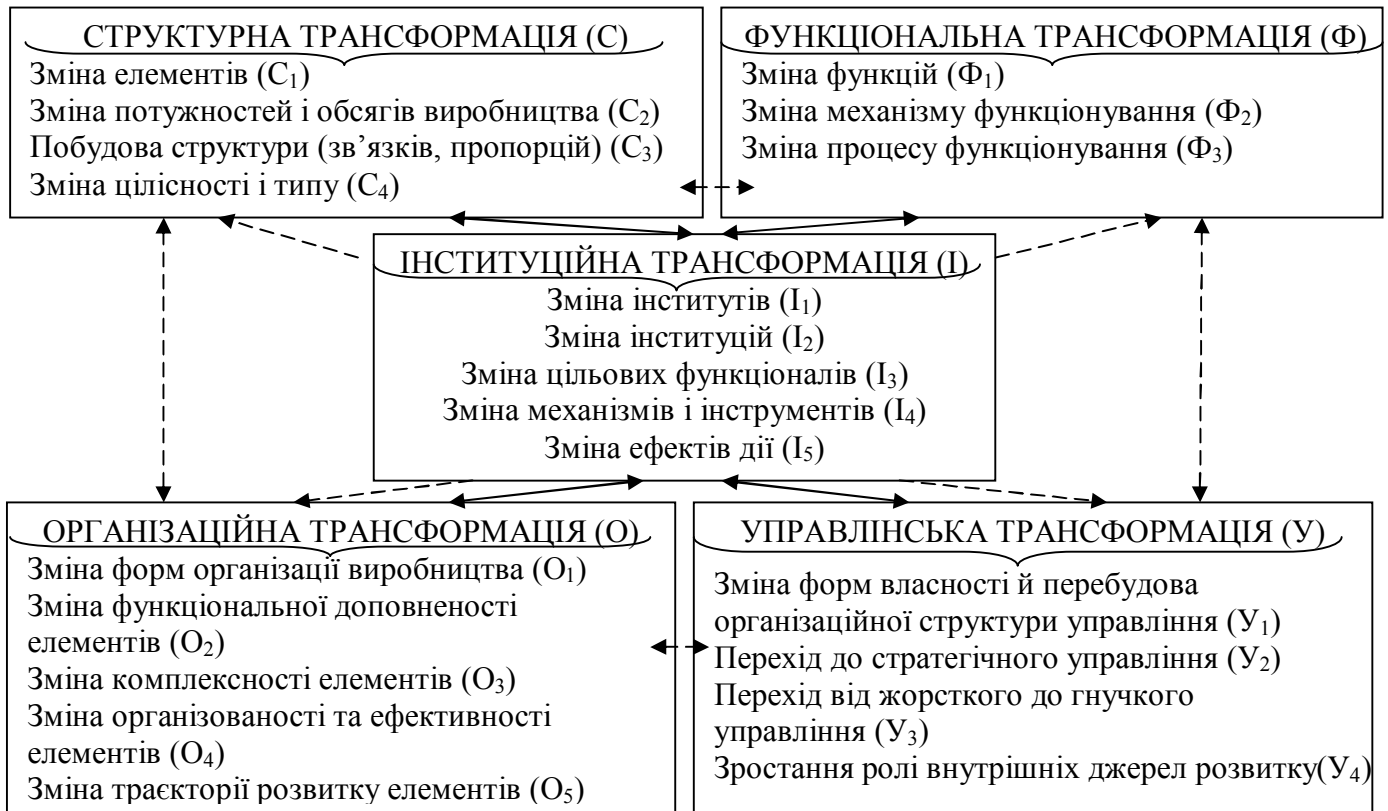 СТРУКТУРНА ТРАНСФОРМАЦІЯ (С)
Зміна елементів (С₁)
Зміна потужностей і обсягів виробництва (С₂)
Побудова структури (зв’язків, пропорцій) (С₃)
Зміна цілісності і типу (С₄)
ФУНКЦІОНАЛЬНА ТРАНСФОРМАЦІЯ (Ф)
Зміна функцій (Ф₁)
Зміна механізму функціонування (Ф₂)
Зміна процесу функціонування (Ф₃)
ІНСТИТУЦІЙНА ТРАНСФОРМАЦІЯ (І)
Зміна інститутів (І₁)
Зміна інституцій (І₂)
Зміна цільових функціоналів (І₃)
Зміна механізмів і інструментів (І₄)
Зміна ефектів дії (І₅)
ОРГАНІЗАЦІЙНА ТРАНСФОРМАЦІЯ (О)
Зміна форм організації виробництва (О₁)
Зміна функціональної доповненості
елементів (О₂)
Зміна комплексності елементів (О₃)
Зміна організованості та ефективності
елементів (О₄)
Зміна траєкторії розвитку елементів (О₅)
УПРАВЛІНСЬКА ТРАНСФОРМАЦІЯ (У)
Зміна форм власності й перебудова
організаційної структури управління (У₁)
Перехід до стратегічного управління (У₂)
Перехід від жорсткого до гнучкого
управління (У₃)
Зростання ролі внутрішніх джерел розвитку(У₄)